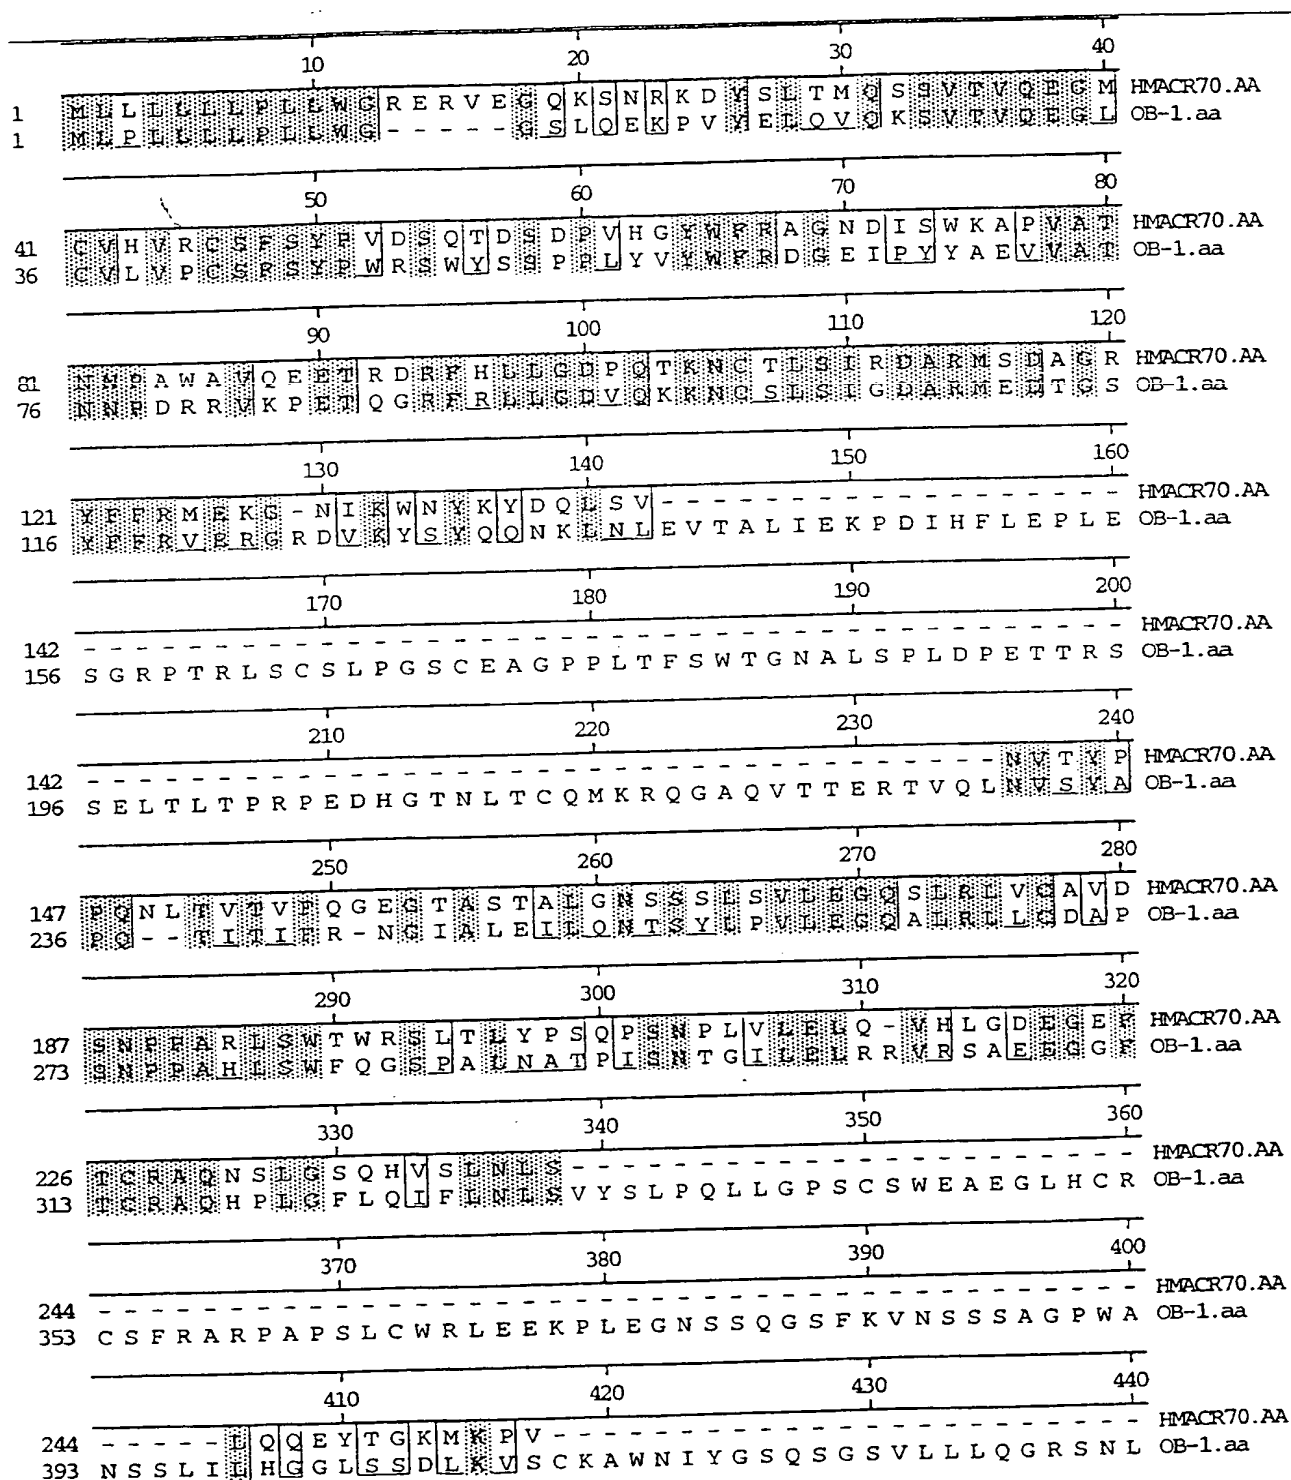 10 20 30 40
1 M L L L L L L P L L W G R E R V E G Q K S N R K D Y S L T M Q S S V T V Q E G M HMACR70.AA
1 M L P L L L L P L L W G - - - - - G S L Q E K P V Y E L Q V Q K S V T V Q E G L OB-1.aa
50 60 70 80
41 C V H V R C S F S Y P V D S Q T D S D P V H G Y W F R A G N D I S W K A P V A T HMACR70.AA
36 C V L V P C S F S Y P W R S W Y S S P P L Y V Y W F R D G E I P Y Y A E V V A T OB-1.aa
90 100 110 120
81 N N P A W A V Q E E T R D R F H L L G D P Q T K N C T L S I R D A R M S D A G R HMACR70.AA
76 N N P D R R V K P E T Q G R F R L L G D V Q K K N C S L S I G D A R M E D T G S OB-1.aa
130 140 150 160
121 Y F F R M E K G - N I K W N Y K Y D Q L S V - - - - - - - - - - - - - - - - - - HMACR70.AA
116 Y F F R V E R G R D V K Y S Y Q Q N K L N L E V T A L I E K P D I H F L E P L E OB-1.aa
170 180 190 200
142 - - - - - - - - - - - - - - - - - - - - - - - - - - - - - - - - - - - - - - - - HMACR70.AA
156 S G R P T R L S C S L P G S C E A G P P L T F S W T G N A L S P L D P E T T R S OB-1.aa
210 220 230 240
142 - - - - - - - - - - - - - - - - - - - - - - - - - - - - - - - - - - - N V T Y P HMACR70.AA
196 S E L T L T P R P E D H G T N L T C Q M K R Q G A Q V T T E R T V Q L N V S Y A OB-1.aa
250 260 270 280
147 P Q N L T V T V F Q G E G T A S T A L G N S S S L S V L E G Q S L R L V C A V D HMACR70.AA
236 P Q - - T I T I F R - N G I A L E I L Q N T S Y L P V L E G Q A L R L L C D A P OB-1.aa
290 300 310 320
187 S N P P A R L S W T W R S L T L Y P S Q P S N P L V L E L Q - V H L G D E G E F HMACR70.AA
273 S N P P A H L S W F Q G S P A L N A T P I S N T G I L E L R R V R S A E E G G F OB-1.aa
330 340 350 360
226 T C R A Q N S L G S Q H V S L N L S - - - - - - - - - - - - - - - - - - - - - - HMACR70.AA
313 T C R A Q H P L G F L Q I F L N L S V Y S L P Q L L G P S C S W E A E G L H C R OB-1.aa
370 380 390 400
244 - - - - - - - - - - - - - - - - - - - - - - - - - - - - - - - - - - - - - - - - HMACR70.AA
353 C S F R A R P A P S L C W R L E E K P L E G N S S Q G S F K V N S S S A G P W A OB-1.aa
410 420 430 440
244 - - - - - L Q Q E Y T G K M K P V - - - - - - - - - - - - - - - - - - - - - - - HMACR70.AA
393 N S S L I L H G G L S S D L K V S C K A W N I Y G S Q S G S V L L L Q G R S N L OB-1.aa